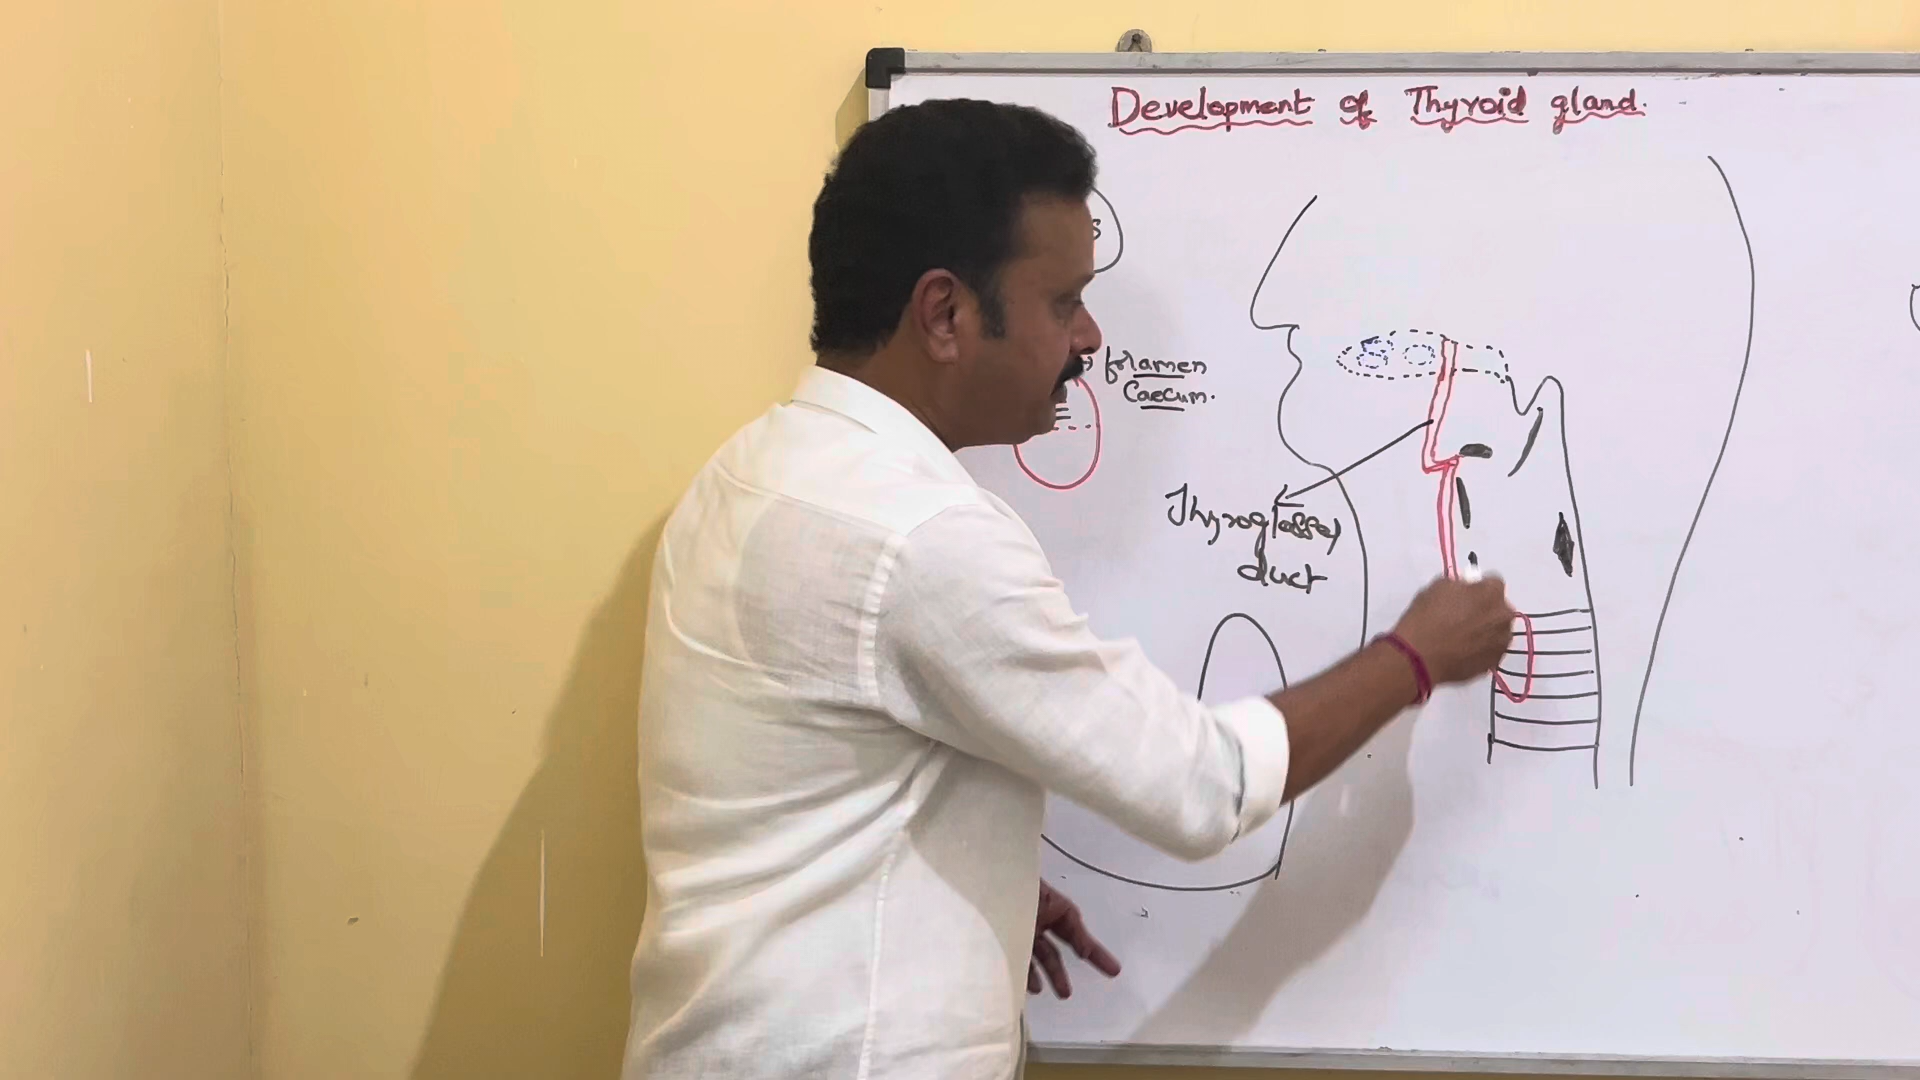 Development of Thyroid gland.
foramen
Caecum.
Thyroglossal
duct